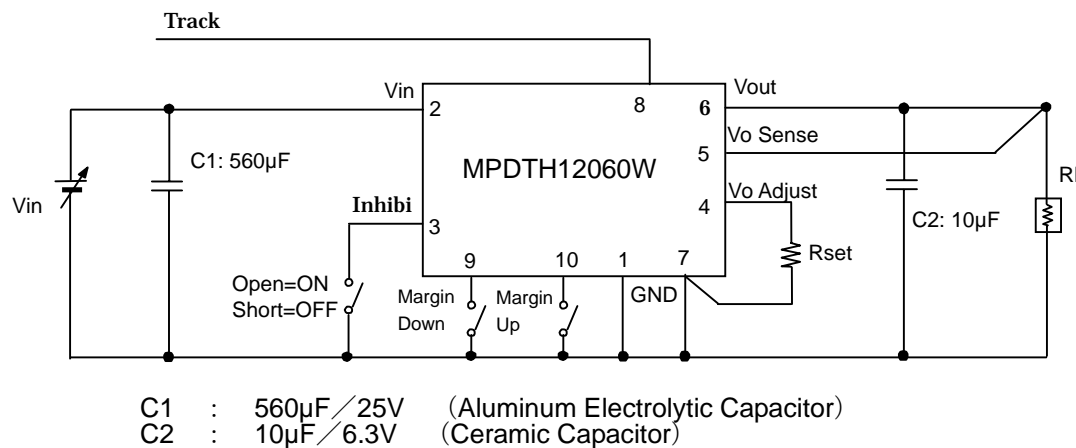 Track
Vin
2
8
6
Vout
Vo Sense
5
C1: 560µF
MPDTH12060W
Vin
Inhibi
3
Vo Adjust
4
C2: 10µF
Rset
9
10
1
7
GND
Open=ON
Short=OFF
Margin
Down
Margin
Up
C1 : 560µF／25V （Aluminum Electrolytic Capacitor）
C2 : 10µF／6.3V （Ceramic Capacitor）